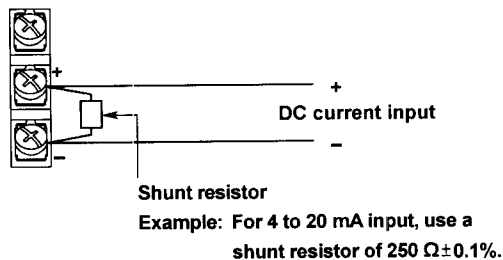 +
+
DC current input
−
−
Shunt resistor
Example: For 4 to 20 mA input, use a
shunt resistor of 250 Ω±0.1%.